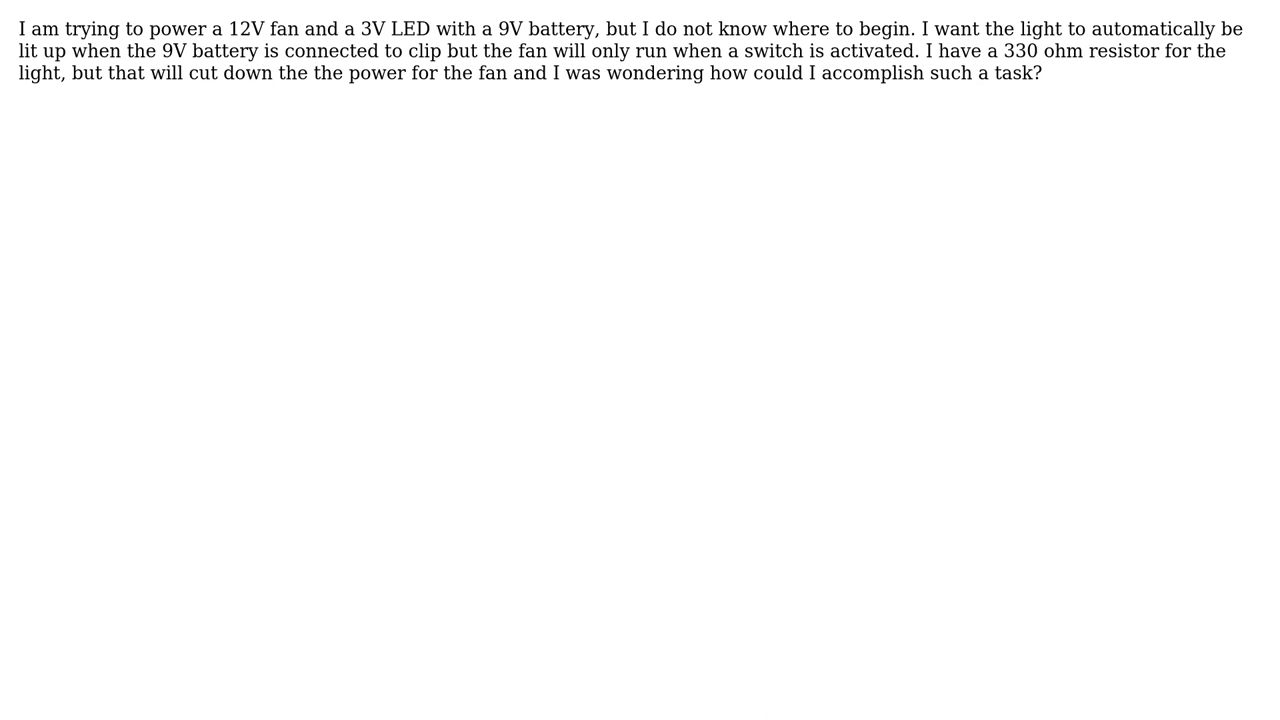 I am trying to power a 12V fan and a 3V LED with a 9V battery, but I do not know where to begin. I want the light to automatically be
lit up when the 9V battery is connected to clip but the fan will only run when a switch is activated. I have a 330 ohm resistor for the
light, but that will cut down the the power for the fan and I was wondering how could I accomplish such a task?